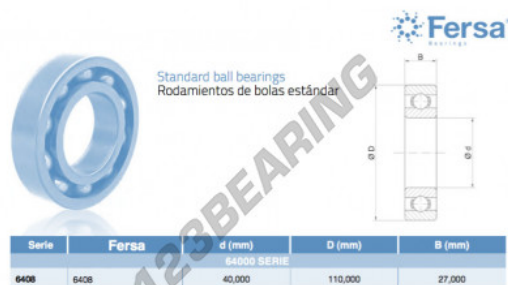 Fersa
Bearings
Standard ball bearings
Rodamientos de bolas estándar
B
Ø D
Ø d
123BEARING
Serie Fersa d (mm) D (mm) B (mm)
64000 SERIE
6408 6408 40,000 110,000 27,000